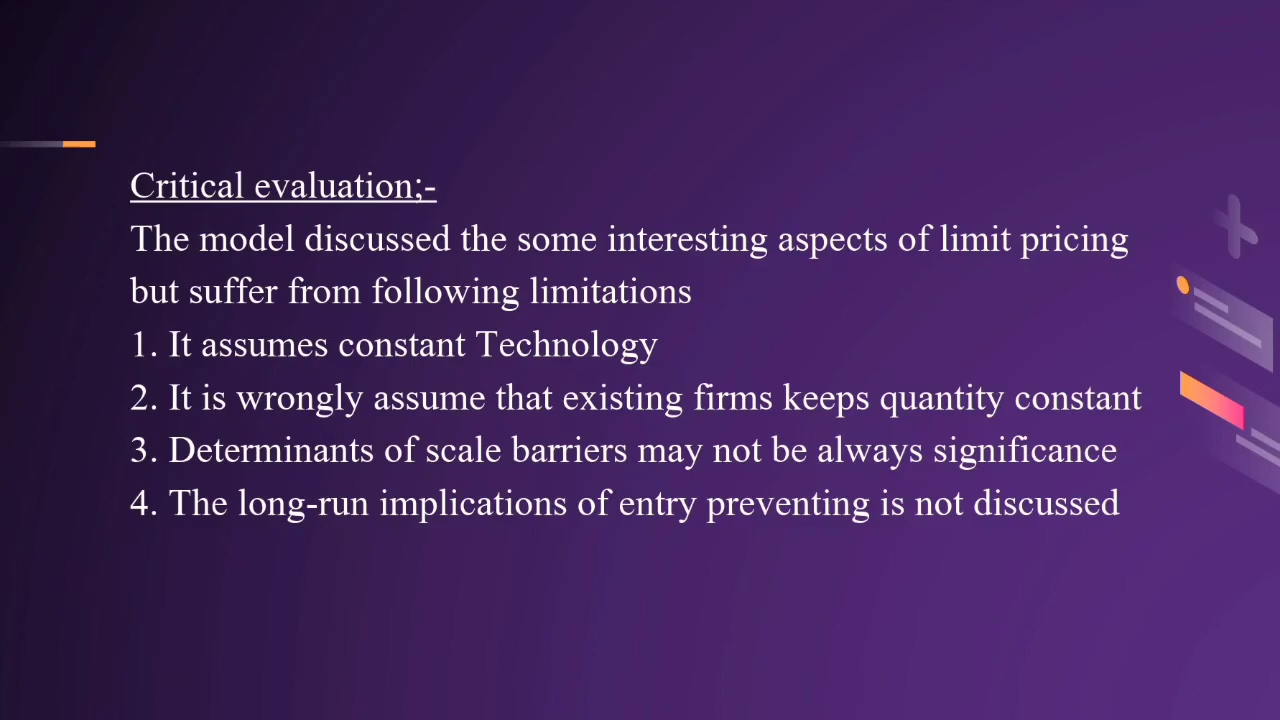 Critical evaluation;-
The model discussed the some interesting aspects of limit pricing
but suffer from following limitations
1. It assumes constant Technology
2. It is wrongly assume that existing firms keeps quantity constant
3. Determinants of scale barriers may not be always significance
4. The long-run implications of entry preventing is not discussed